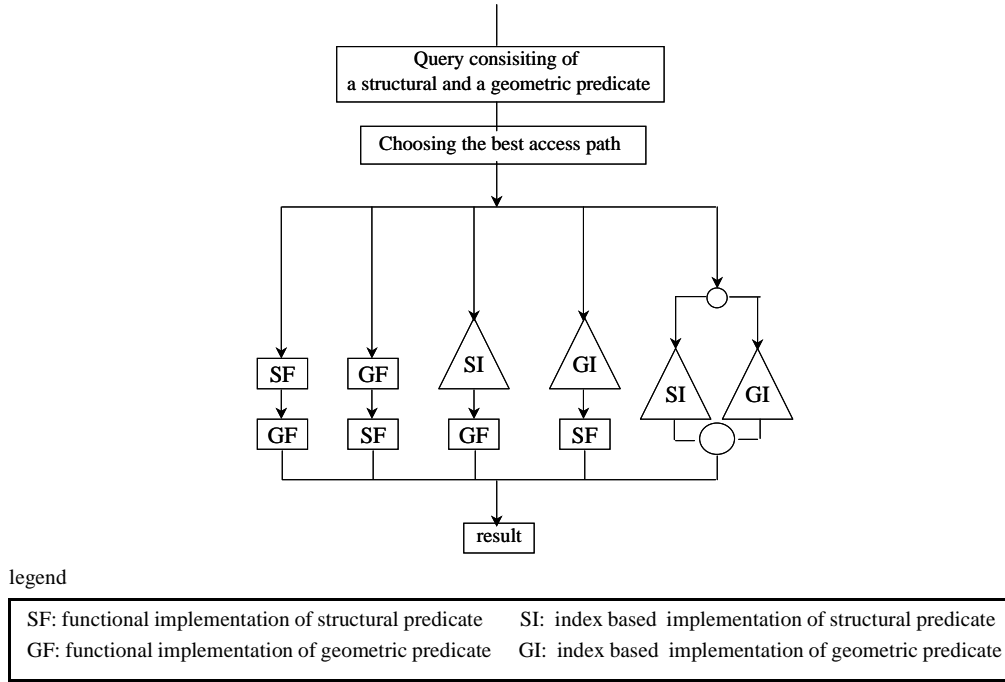 Query consisiting of
a structural and a geometric predicate
Choosing the best access path
SF GF SI GI SI GI
GF SF GF SF
result
legend
SF: functional implementation of structural predicate SI: index based implementation of structural predicate
GF: functional implementation of geometric predicate GI: index based implementation of geometric predicate